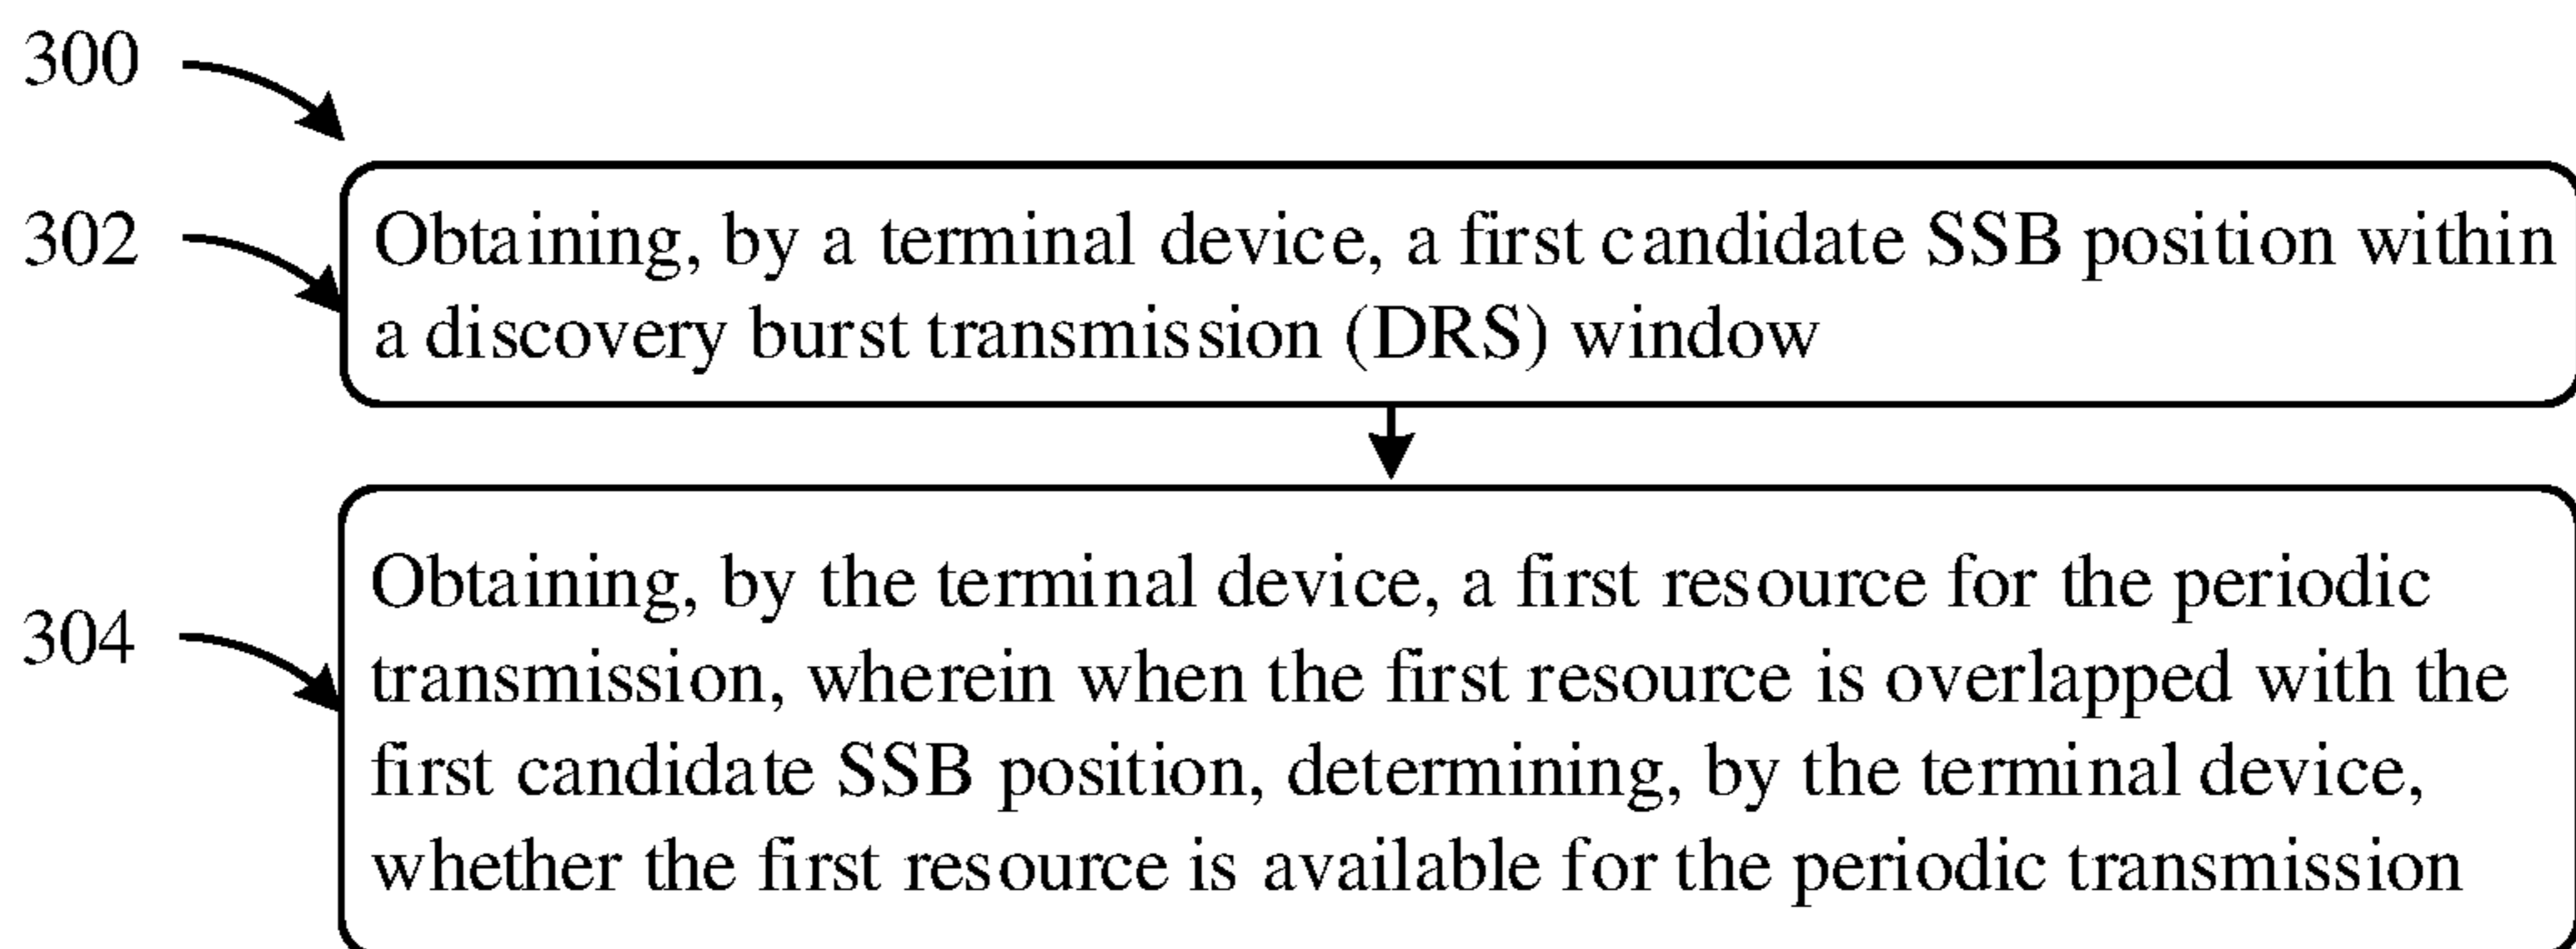 300
302
Obtaining, by a terminal device, a first candidate SSB position within
a discovery burst transmission (DRS) window
304
Obtaining, by the terminal device, a first resource for the periodic
transmission, wherein when the first resource is overlapped with the
first candidate SSB position, determining, by the terminal device,
whether the first resource is available for the periodic transmission